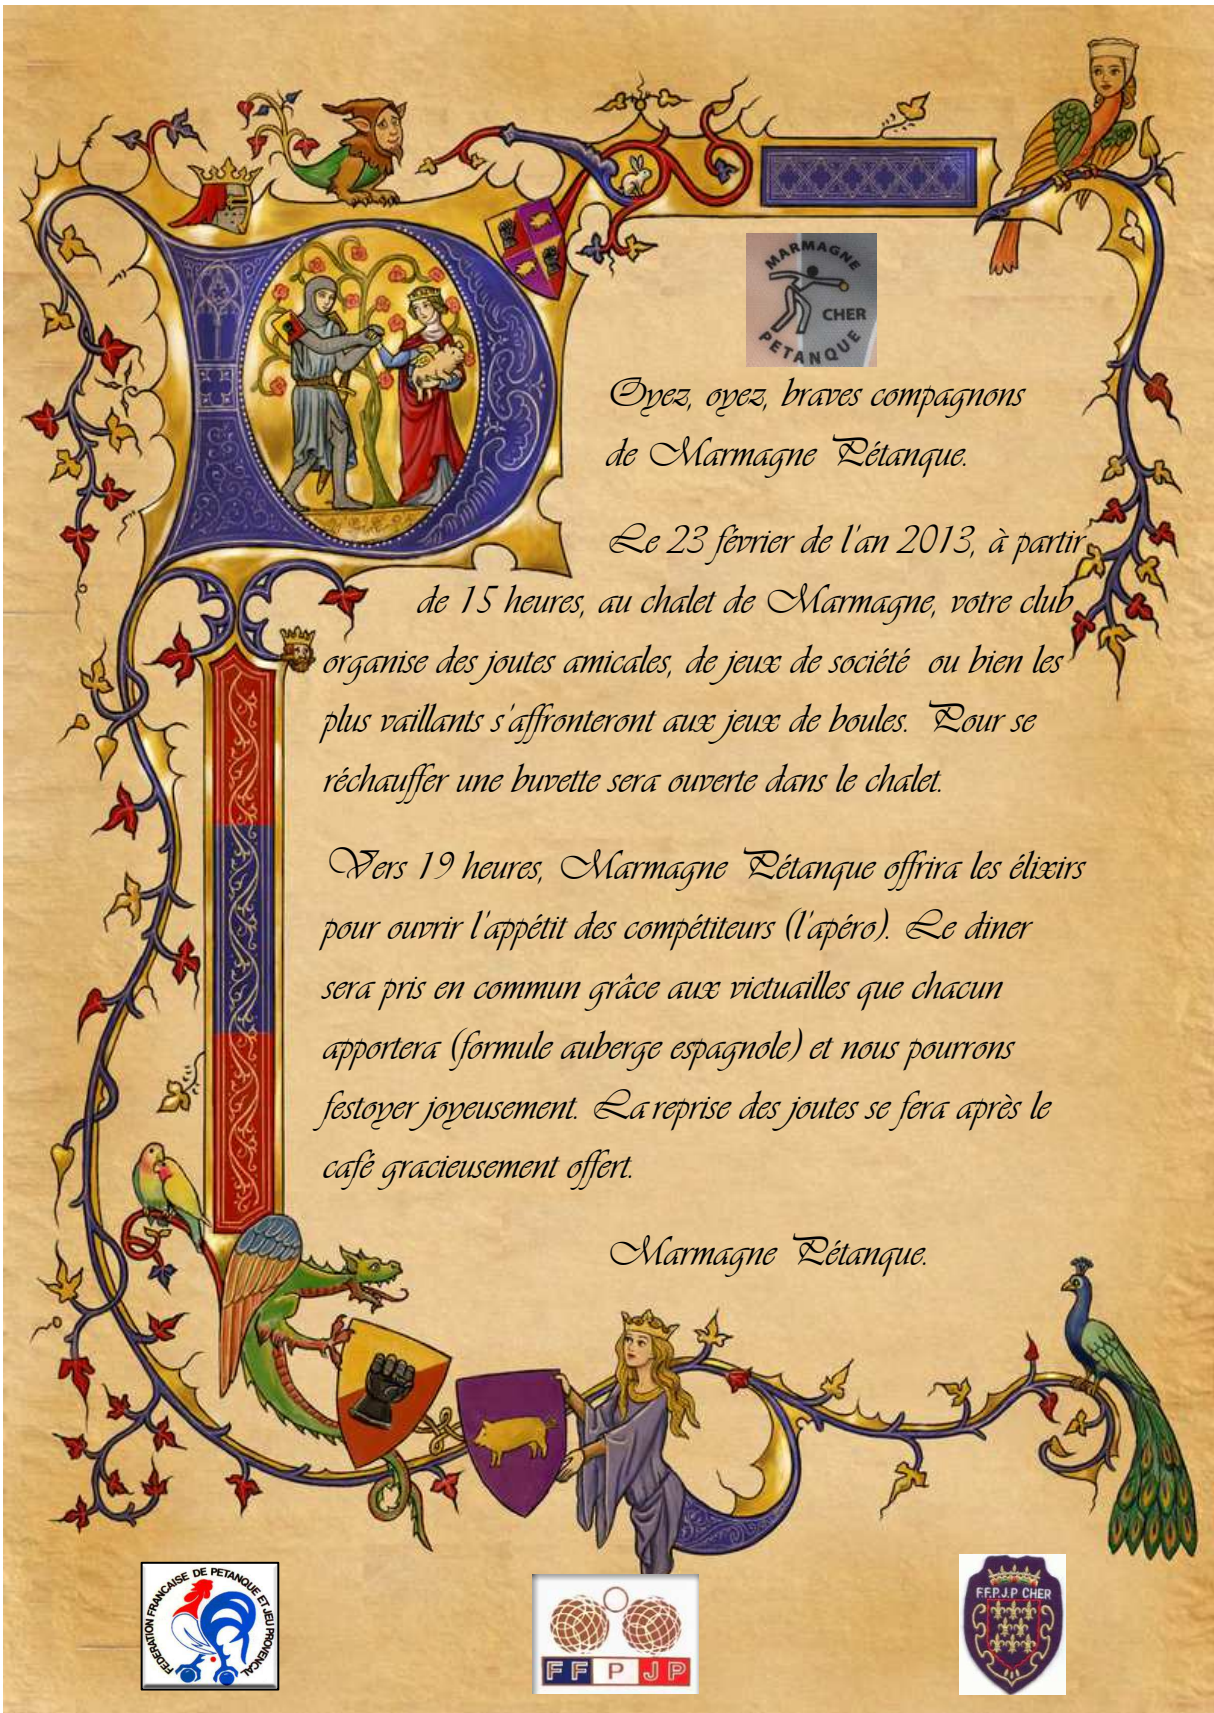 MARMAGNE
CHER
PETANQUE
Oyez, oyez, braves compagnons
de Marmagne Pétanque.
Le 23 février de l'an 2013, à partir
de 15 heures, au chalet de Marmagne, votre club
organise des joutes amicales, de jeux de société ou bien les
plus vaillants s'affronteront aux jeux de boules. Pour se
réchauffer une buvette sera ouverte dans le chalet.
Vers 19 heures, Marmagne Pétanque offrira les élixirs
pour ouvrir l'appétit des compétiteurs (l'apéro). Le diner
sera pris en commun grâce aux victuailles que chacun
apportera (formule auberge espagnole) et nous pourrons
festoyer joyeusement. La reprise des joutes se fera après le
café gracieusement offert.
Marmagne Pétanque.
FEDERATION FRANCAISE DE PETANQUE ET JEU PROVENCAL
FFPJP
F.F.P.J.P CHER